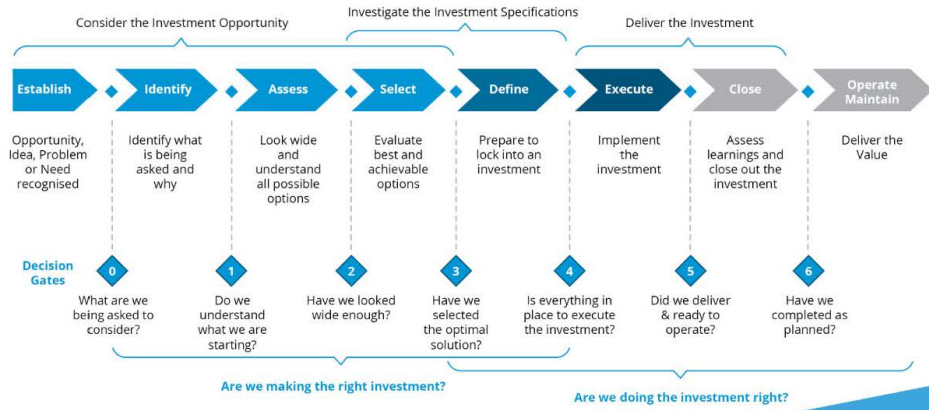 Consider the Investment Opportunity
Investigate the Investment Specifications
Deliver the Investment
Establish
Identify
Assess
Select
Define
Execute
Close
Operate
Maintain
Opportunity,
Idea, Problem
or Need
recognised
Identify what
is being
asked and
why
Look wide
and
understand
all possible
options
Evaluate
best and
achievable
options
Prepare to
lock into an
investment
Implement
the
investment
Assess
learnings and
close out the
investment
Deliver the
Value
Decision
Gates
0
1
2
3
4
5
6
What are we
being asked to
consider?
Do we
understand
what we are
starting?
Have we looked
wide enough?
Have we
selected
the optimal
solution?
Is everything in
place to execute
the investment?
Did we deliver
& ready to
operate?
Have we
completed as
planned?
Are we making the right investment?
Are we doing the investment right?